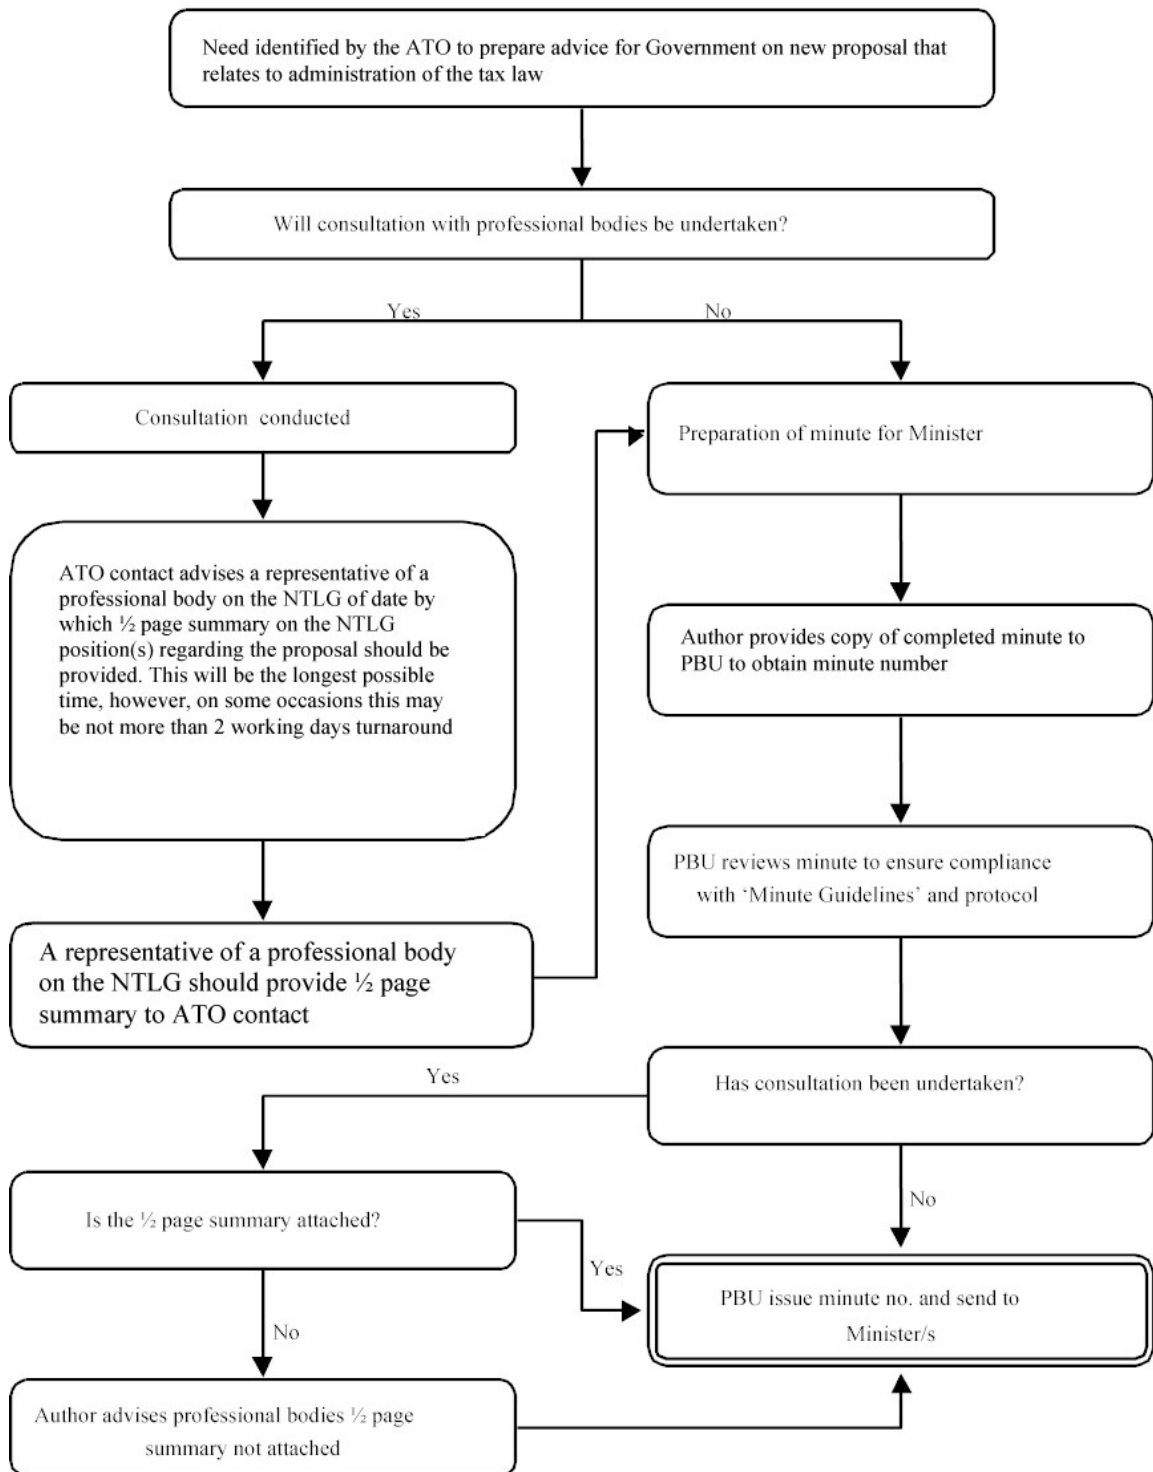 Need identified by the ATO to prepare advice for Government on new proposal that
relates to administration of the tax law
Will consultation with professional bodies be undertaken?
Yes
No
Consultation conducted
Preparation of minute for Minister
ATO contact advises a representative of a
professional body on the NTLG of date by
which ½ page summary on the NTLG
position(s) regarding the proposal should be
provided. This will be the longest possible
time, however, on some occasions this may
be not more than 2 working days turnaround
Author provides copy of completed minute to
PBU to obtain minute number
PBU reviews minute to ensure compliance
with ‘Minute Guidelines’ and protocol
A representative of a professional body
on the NTLG should provide ½ page
summary to ATO contact
Has consultation been undertaken?
Yes
No
Is the ½ page summary attached?
Yes
No
PBU issue minute no. and send to
Minister/s
Author advises professional bodies ½ page
summary not attached